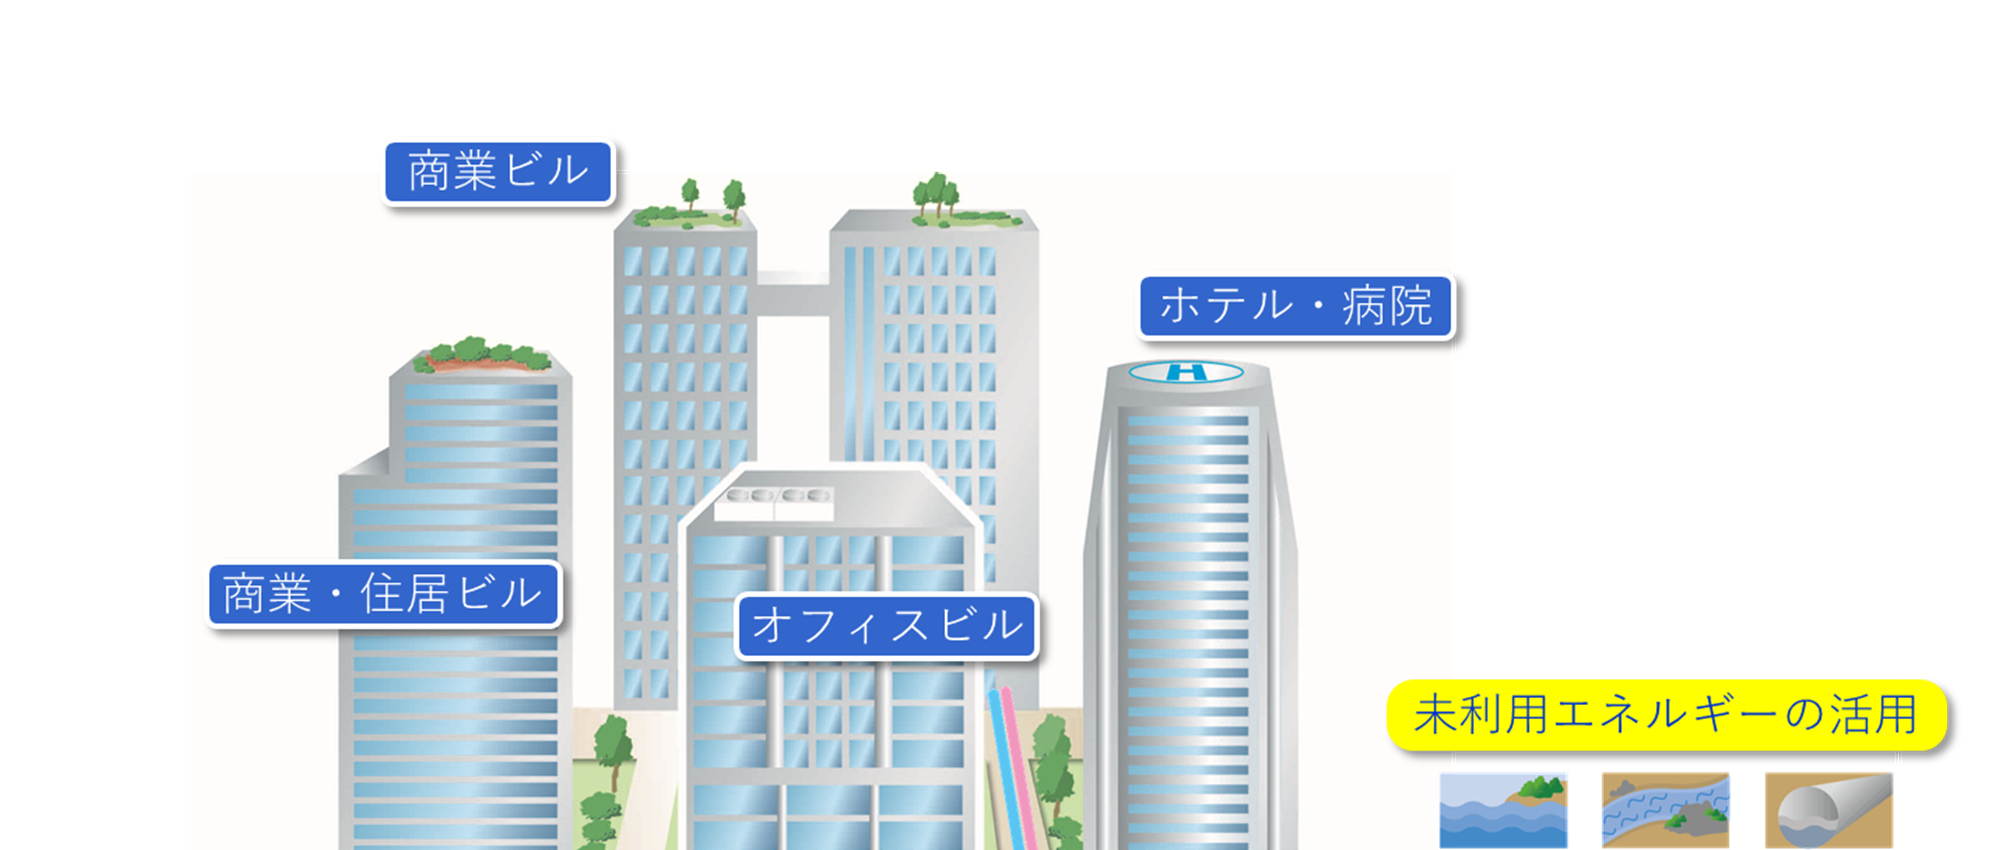 商業ビル
ホテル・病院
H
商業・住居ビル
オフィスビル
未利用エネルギーの活用